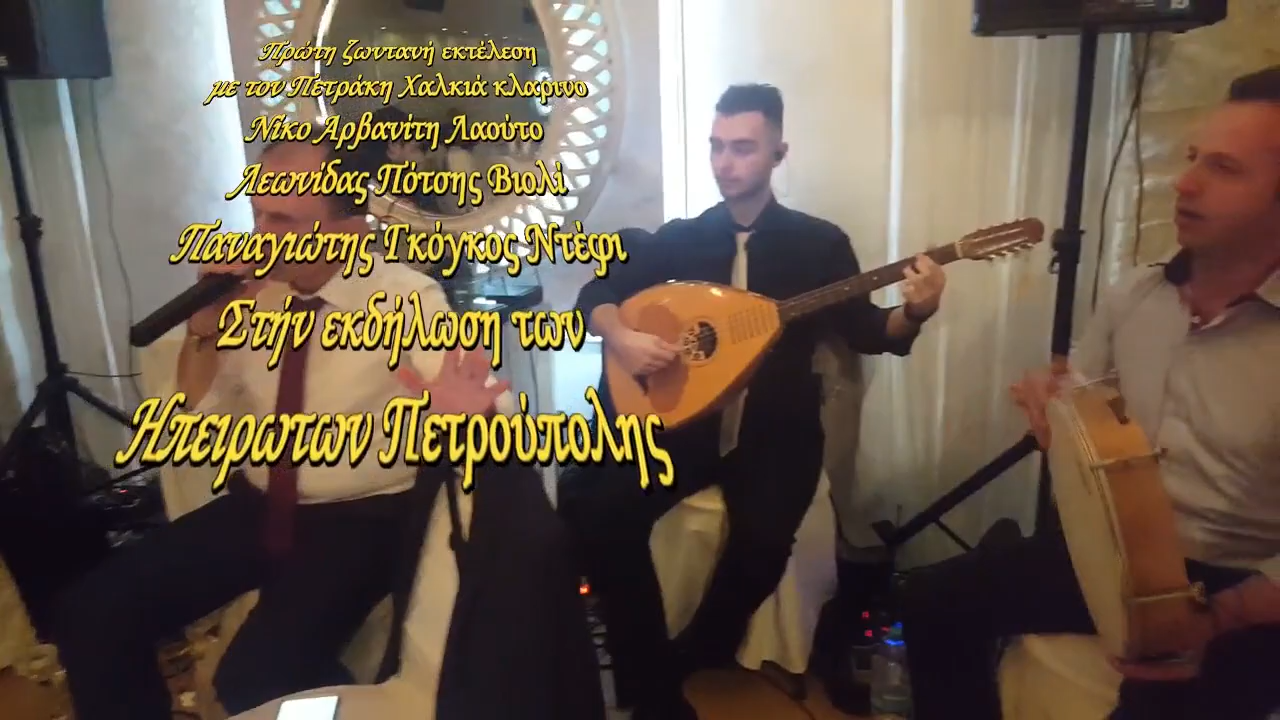 Πρώτη ζωντανή εκτέλεση
με τον Πετράκη Χαλκιά κλαρινο
Νίκο Αρβανίτη Λαούτο
Λεωνίδας Πότσης Βιολί
Παναγιώτης Γκόγκος Ντέφι
Στήν εκδήλωση των
Ηπειρωτων Πετρούπολης